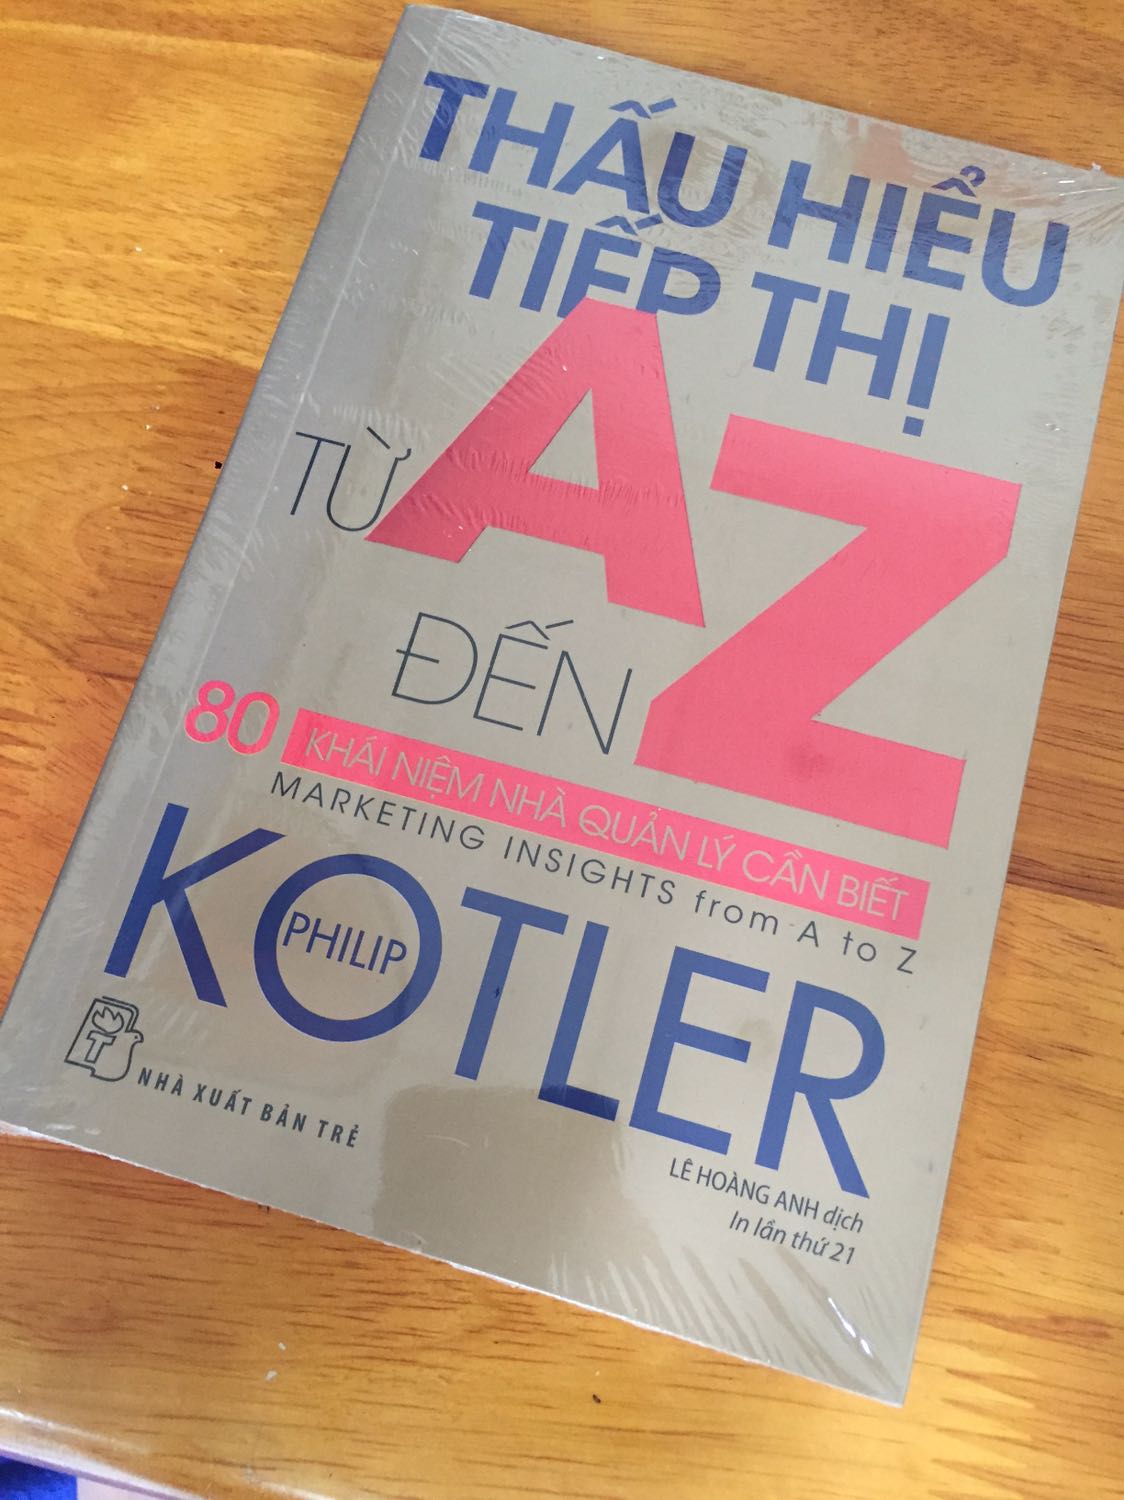 THẤU HIỂU
TIẾP THỊ
TỪ A
ĐẾN Z
80 KHÁI NIỆM NHÀ QUẢN LÝ CẦN BIẾT
MARKETING INSIGHTS from A to Z
PHILIP
KOTLER
T
NHÀ XUẤT BẢN TRẺ
LÊ HOÀNG ANH dịch
In lần thứ 21